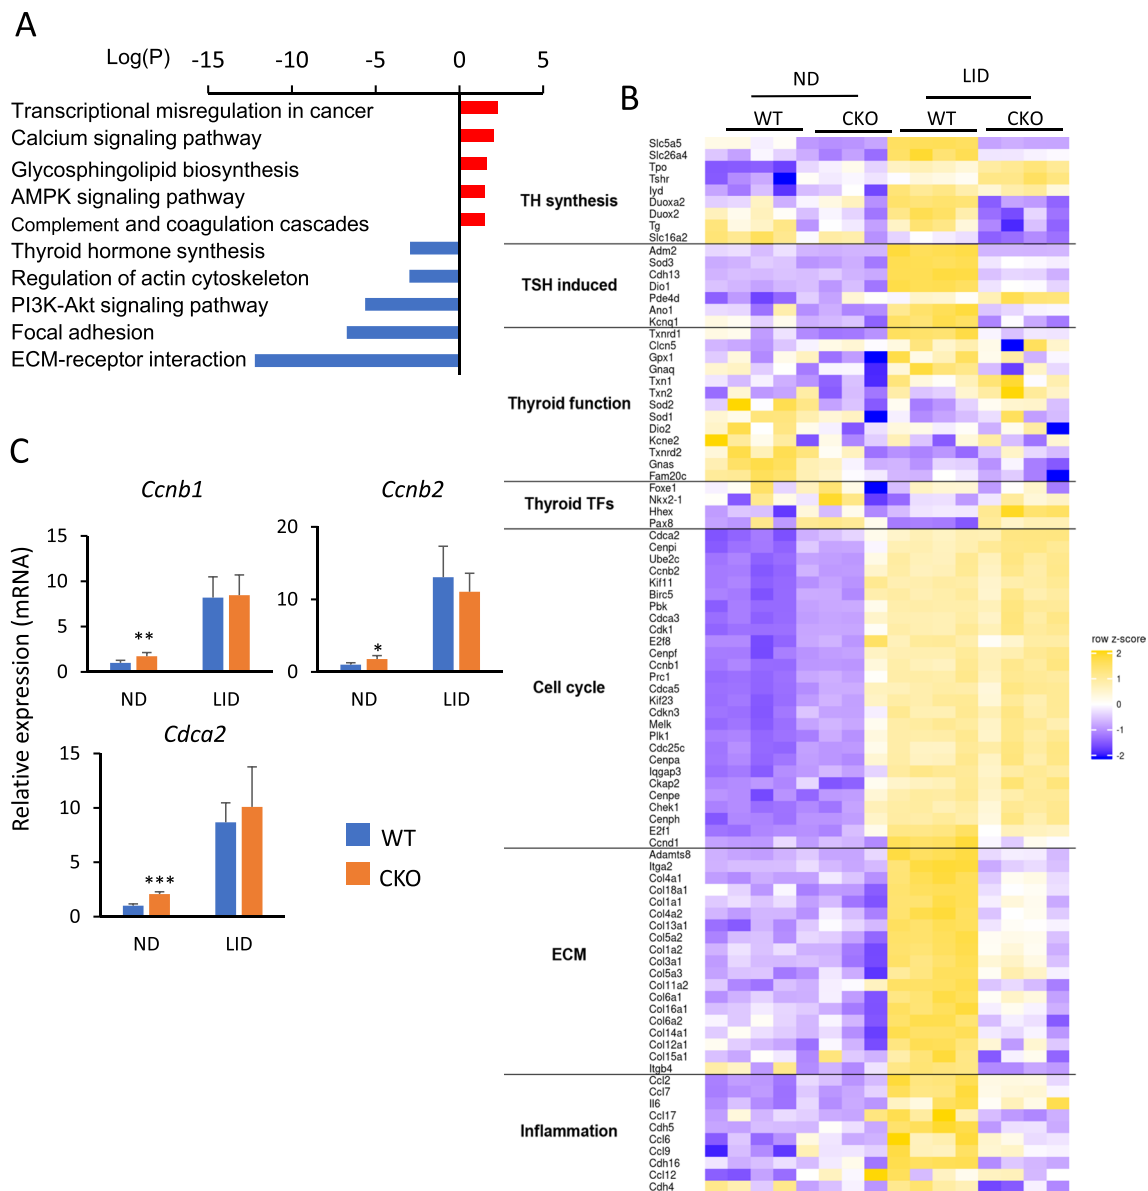 A
Log(P) -15 -10 -5 0 5
Transcriptional misregulation in cancer
Calcium signaling pathway
Glycosphingolipid biosynthesis
AMPK signaling pathway
Complement and coagulation cascades
Thyroid hormone synthesis
Regulation of actin cytoskeleton
PI3K-Akt signaling pathway
Focal adhesion
ECM-receptor interaction
B
ND LID
WT CKO WT CKO
TH synthesis
Slc5a5
Slc26a4
Tpo
Tshr
Iyd
Duoxa2
Duox2
Tg
Slc16a2
TSH induced
Adm2
Sod3
Cdh13
Dio1
Pde4d
Ano1
Kcnq1
Thyroid function
Txnrd1
Clcn5
Gpx1
Gnaq
Txn1
Txn2
Sod2
Sod1
Dio2
Kcne2
Txnrd2
Gnas
Fam20c
Thyroid TFs
Foxe1
Nkx2-1
Hhex
Pax8
Cell cycle
Cdca2
Cenpi
Ube2c
Ccnb2
Kif11
Birc5
Pbk
Cdca3
Cdk1
E2f8
Cenpf
Ccnb1
Prc1
Cdca5
Kif23
Cdkn3
Melk
Plk1
Cdc25c
Cenpa
Iqgap3
Ckap2
Cenpe
Chek1
Cenph
E2f1
Ccnd1
ECM
Adamts8
Itga2
Col4a1
Col18a1
Col1a1
Col4a2
Col13a1
Col5a2
Col1a2
Col3a1
Col5a3
Col11a2
Col6a1
Col16a1
Col6a2
Col14a1
Col12a1
Col15a1
Itgb4
Inflammation
Ccl2
Ccl7
Il6
Ccl17
Cdh5
Ccl6
Ccl9
Cdh16
Ccl12
Cdh4
row z-score
2
1
0
-1
-2
C
Relative expression (mRNA)
Ccnb1
15
10
5
0
**
ND LID
Ccnb2
20
10
0
*
ND LID
Cdca2
15
10
5
0
***
ND LID
WT
CKO